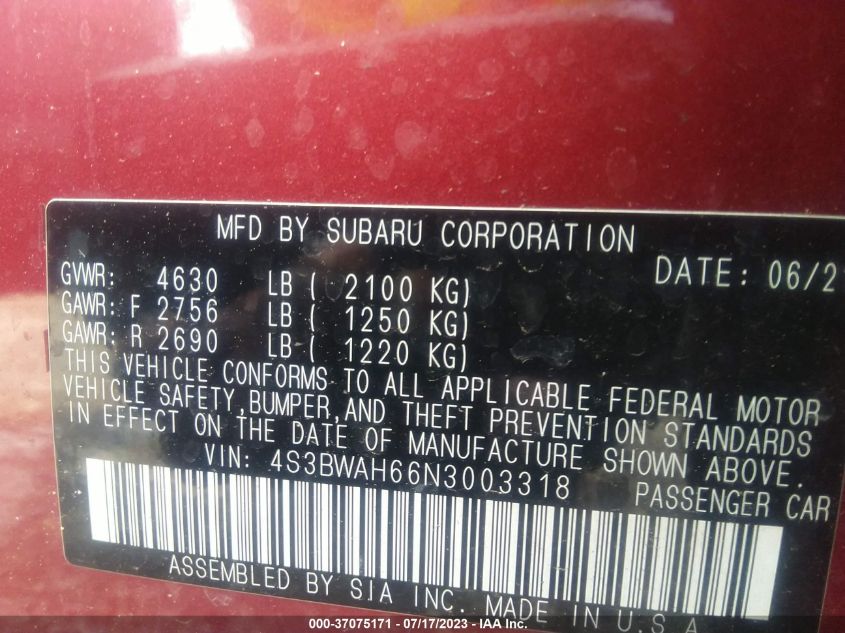 MFD BY SUBARU CORPORATION
DATE: 06/2
GVWR: 4630 LB ( 2100 KG)
GAWR: F 2756 LB ( 1250 KG)
GAWR: R 2690 LB ( 1220 KG)
THIS VEHICLE CONFORMS TO ALL APPLICABLE FEDERAL MOTOR
VEHICLE SAFETY, BUMPER, AND THEFT PREVENTION STANDARDS
IN EFFECT ON THE DATE OF MANUFACTURE SHOWN ABOVE.
VIN: 4S3BWAH66N3003318 PASSENGER CAR
ASSEMBLED BY SIA INC. MADE IN U.S.A
000-37075171 - 07/17/2023 - IAA Inc.